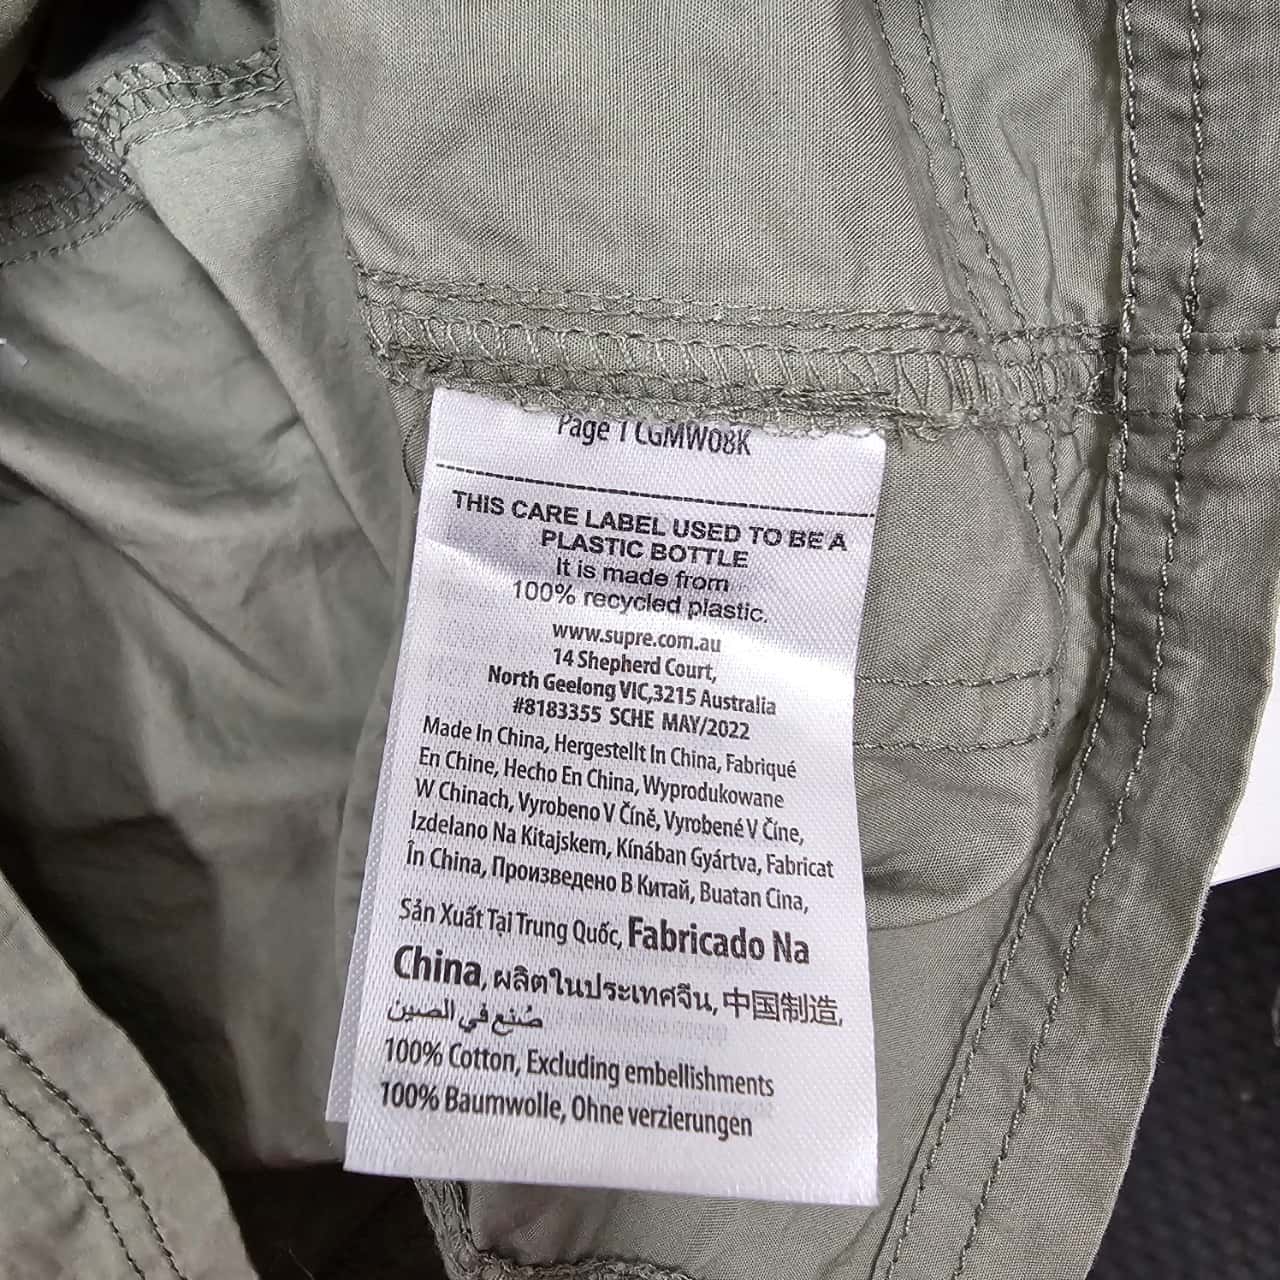 Page 1 CGMW08K
THIS CARE LABEL USED TO BE A
PLASTIC BOTTLE
It is made from
100% recycled plastic.
www.supre.com.au
14 Shepherd Court,
North Geelong VIC,3215 Australia
#8183355 SCHE MAY/2022
Made In China, Hergestellt In China, Fabriqué
En Chine, Hecho En China, Wyprodukowane
W Chinach, Vyrobeno V Číně, Vyrobené V Číne,
Izdelano Na Kitajskem, Kínában Gyártva, Fabricat
În China, Произведено В Китай, Buatan Cina,
Sản Xuất Tại Trung Quốc, Fabricado Na
China, ผลิตในประเทศจีน, 中国制造,
صُنع في الصين
100% Cotton, Excluding embellishments
100% Baumwolle, Ohne verzierungen